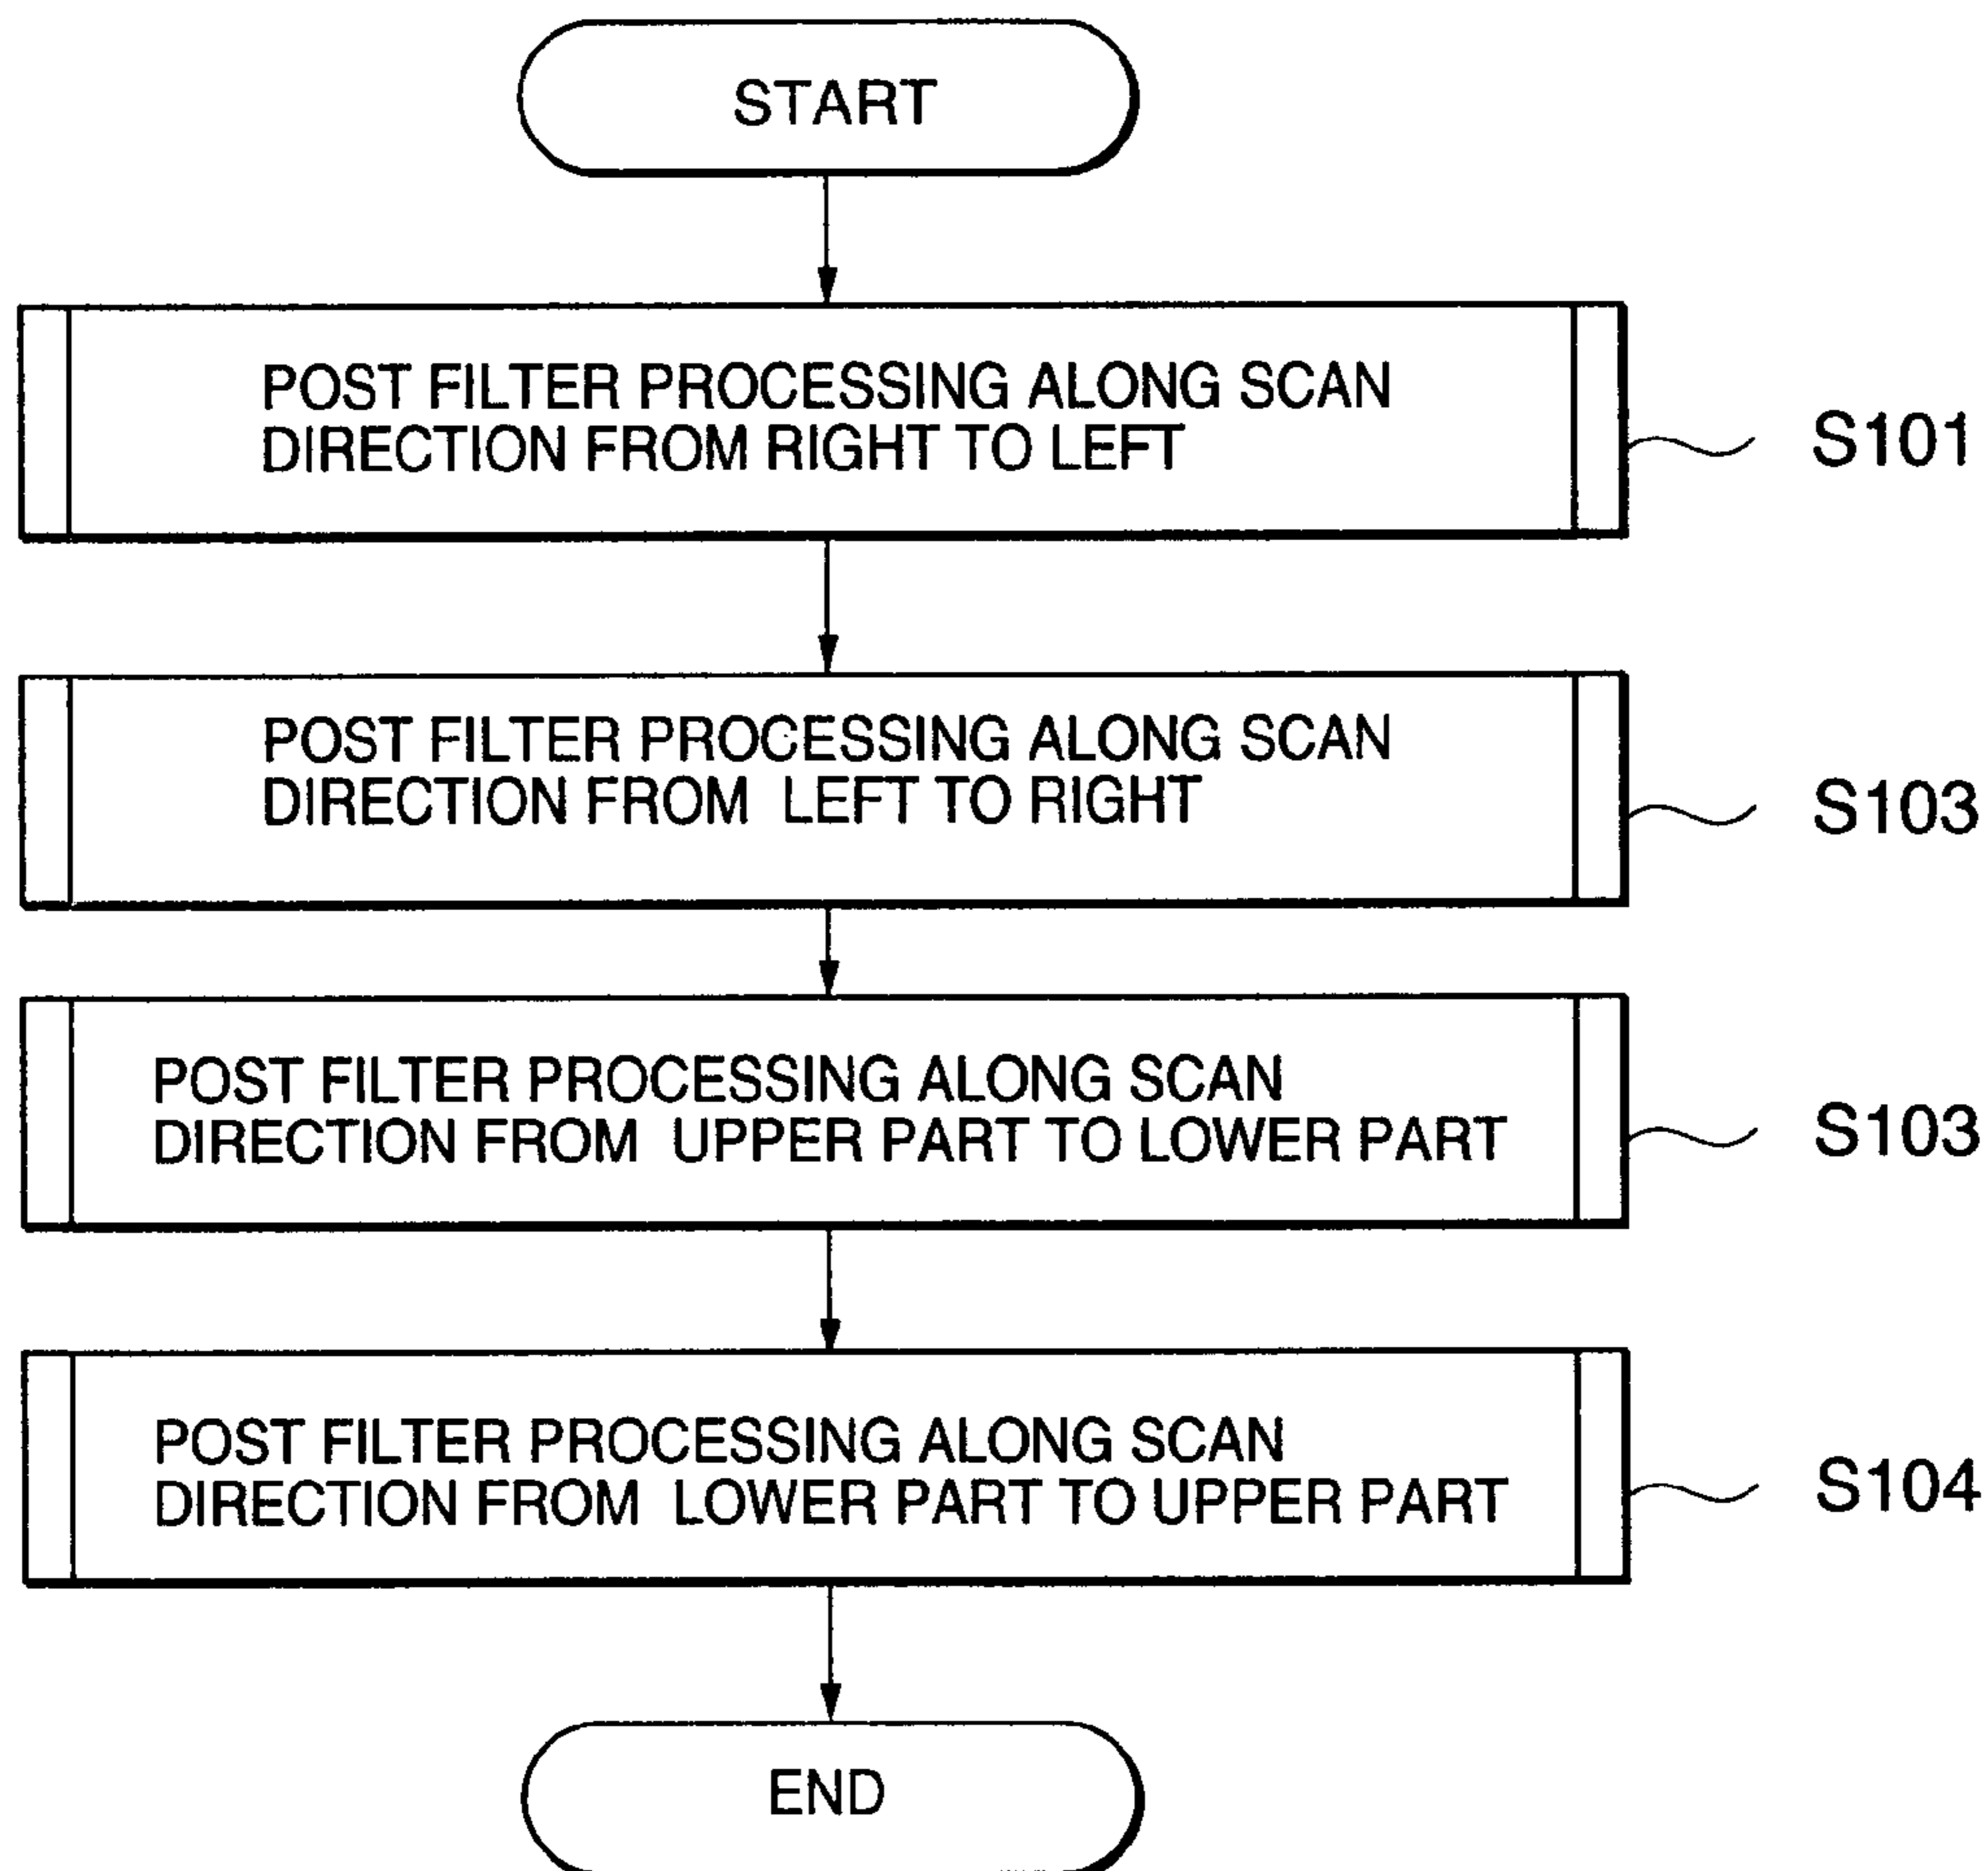 START
POST FILTER PROCESSING ALONG SCAN
DIRECTION FROM RIGHT TO LEFT
S101
POST FILTER PROCESSING ALONG SCAN
DIRECTION FROM LEFT TO RIGHT
S103
POST FILTER PROCESSING ALONG SCAN
DIRECTION FROM UPPER PART TO LOWER PART
S103
POST FILTER PROCESSING ALONG SCAN
DIRECTION FROM LOWER PART TO UPPER PART
S104
END